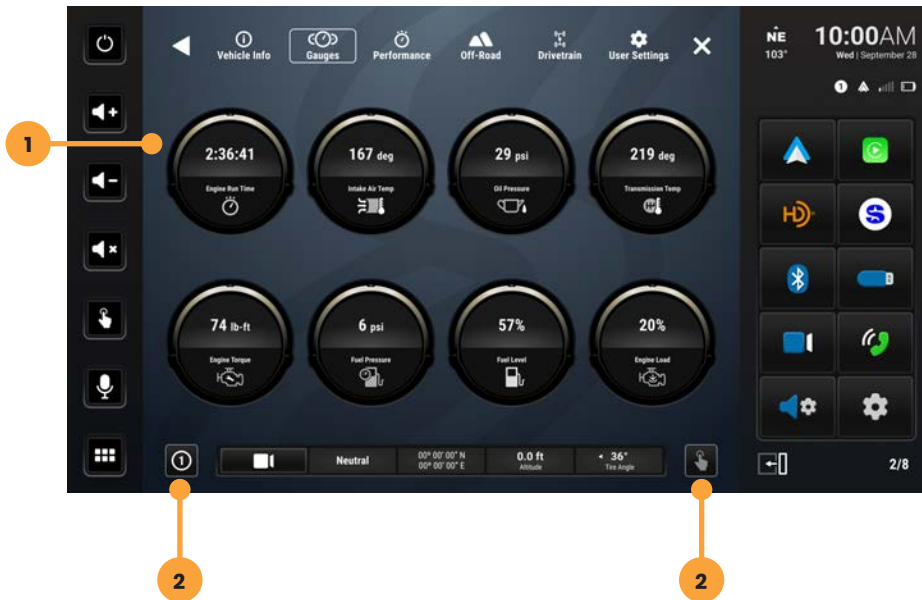 Vehicle Info
Gauges
Performance
Off-Road
Drivetrain
User Settings
NE
103°
10:00AM
Wed | September 28
1
1
2:36:41
Engine Run Time
167 deg
Intake Air Temp
29 psi
Oil Pressure
219 deg
Transmission Temp
HD
S
74 lb-ft
Engine Torque
6 psi
Fuel Pressure
57%
Fuel Level
20%
Engine Load
1
Neutral
00° 00' 00" N
00° 00' 00" E
0.0 ft
Altitude
36°
Tire Angle
2/8
2
2